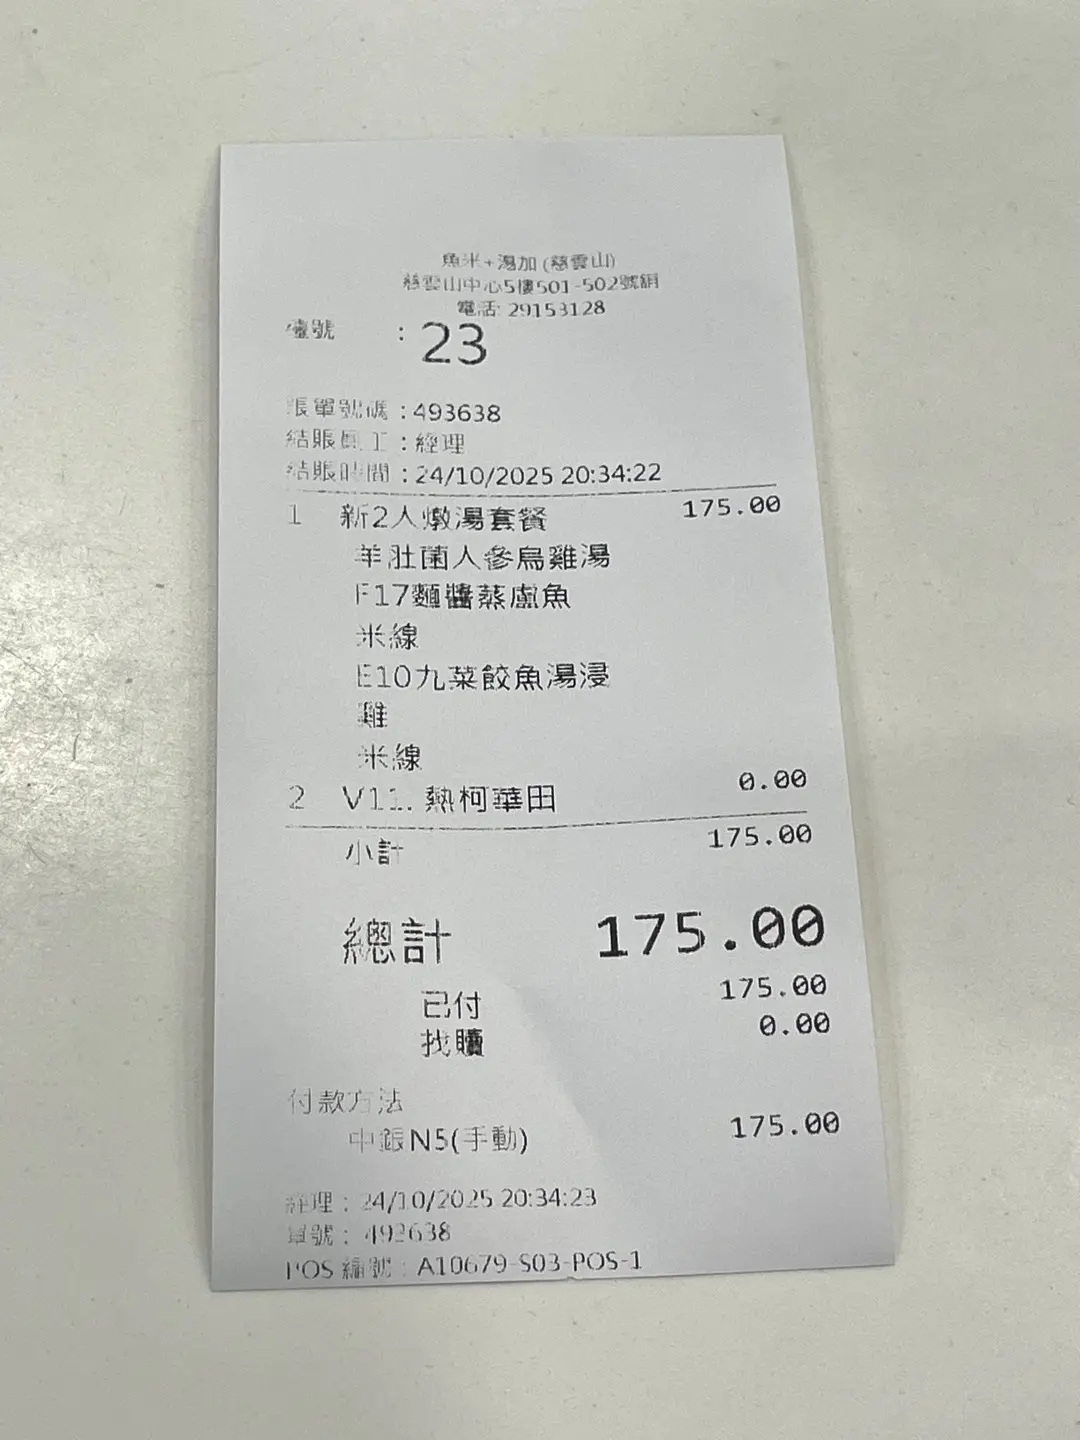 魚米+湯加 (慈雲山)
慈雲山中心5樓501-502號舖
電話: 29153128
檯號 : 23
賬單號碼 : 493638
結賬員工 : 經理
結賬時間 : 24/10/2025 20:34:22
1 新2人燉湯套餐 175.00
羊肚菌人參烏雞湯
F17麵醬蒸盧魚
米線
E10九菜餃魚湯浸
雞
米線
2 V11. 熱柯華田 0.00
小計 175.00
總計 175.00
已付 175.00
找贖 0.00
付款方法
中銀N5(手動) 175.00
經理 : 24/10/2025 20:34:23
單號 : 493638
POS 編號 : A10679-S03-POS-1